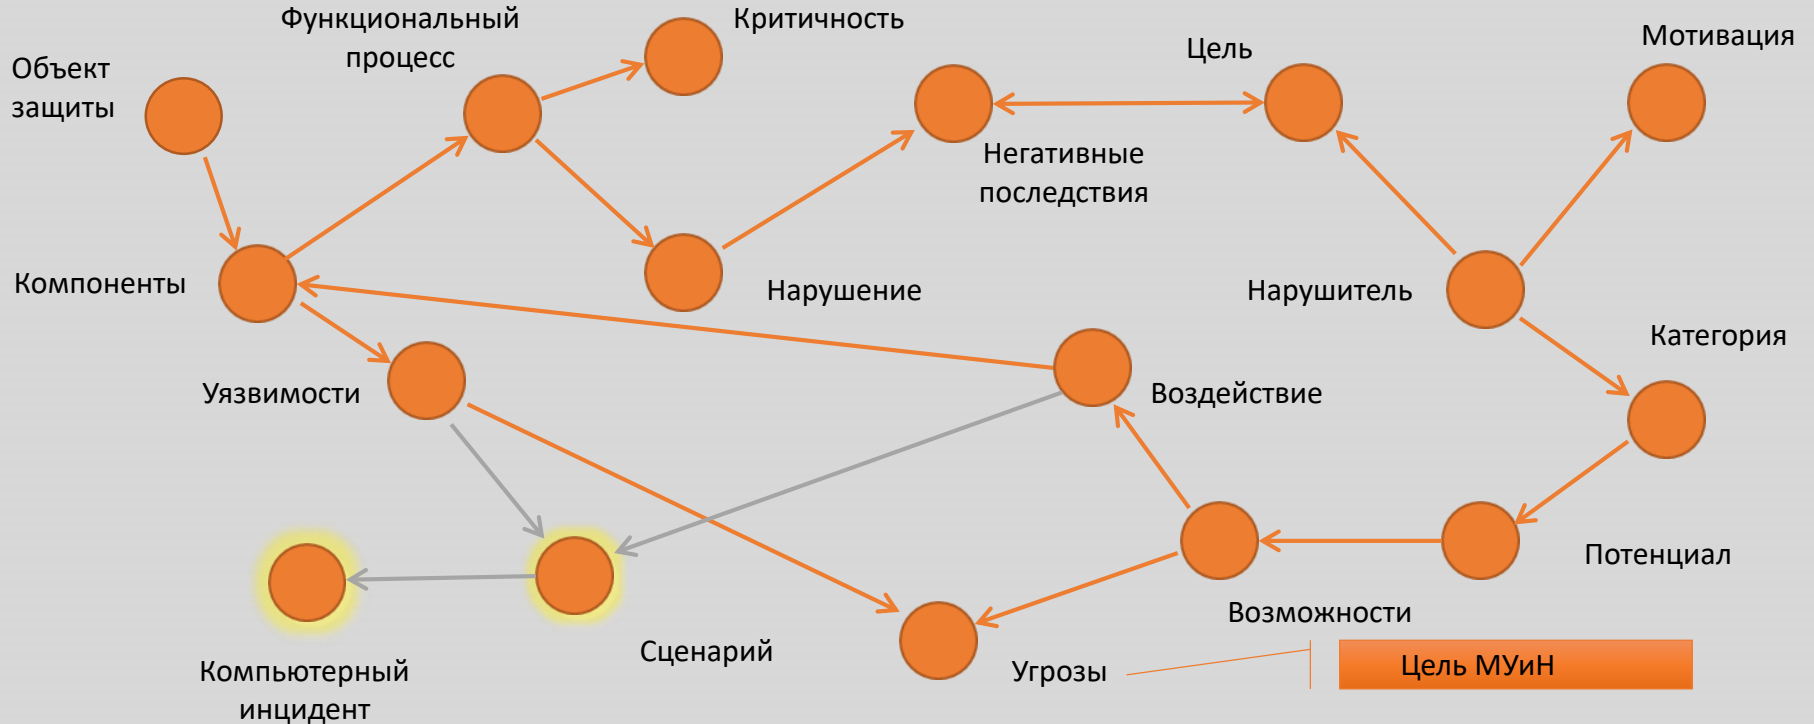 Функциональный
процесс
Критичность
Цель
Мотивация
Объект
защиты
Негативные
последствия
Компоненты
Нарушение
Нарушитель
Категория
Уязвимости
Воздействие
Потенциал
Возможности
Сценарий
Угрозы
Цель МУиН
Компьютерный
инцидент